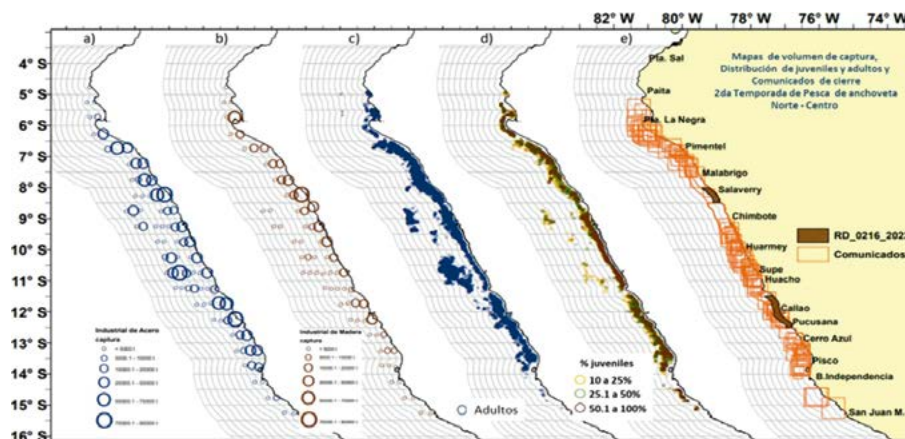 82° W
80° W
78° W
76° W
74° W
a)
b)
c)
d)
e)
4° S
5° S
6° S
7° S
8° S
9° S
10° S
11° S
12° S
13° S
14° S
15° S
16° S
Mapas de volumen de captura,
Distribución de juveniles y adultos y
Comunicados de cierre
2da Temporada de Pesca de anchoveta
Norte - Centro
Pta. Sal
Paita
Pta. La Negra
Pimentel
Malabrigo
Salaverry
Chimbote
Huarmey
Supe
Huacho
Callao
Pucusana
Cerro Azul
Pisco
B.Independencia
San Juan M.
RD_0216_202
Comunicados
Industrial de Acero
captura
Industrial de Madera
captura
Adultos
% juveniles
10 a 25%
25.1 a 50%
50.1 a 100%